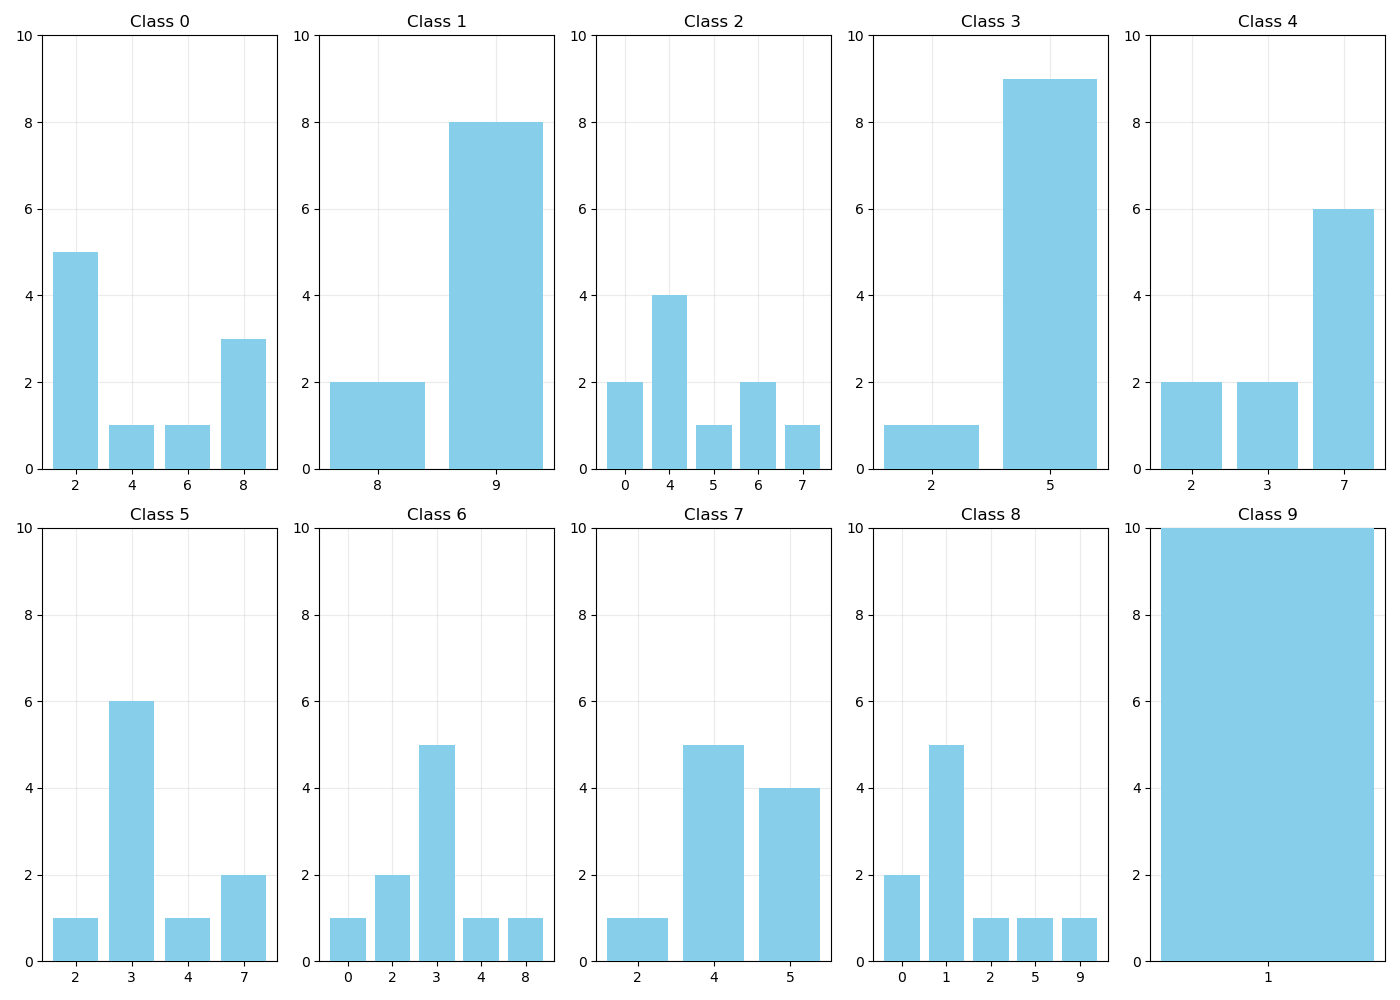 Class 0 Class 1 Class 2 Class 3 Class 4
10 10 10 10 10
8 8 8 8 8
6 6 6 6 6
4 4 4 4 4
2 2 2 2 2
0 0 0 0 0
2 4 6 8 8 9 0 4 5 6 7 2 5 2 3 7
Class 5 Class 6 Class 7 Class 8 Class 9
10 10 10 10 10
8 8 8 8 8
6 6 6 6 6
4 4 4 4 4
2 2 2 2 2
0 0 0 0 0
2 3 4 7 0 2 3 4 8 2 4 5 0 1 2 5 9 1